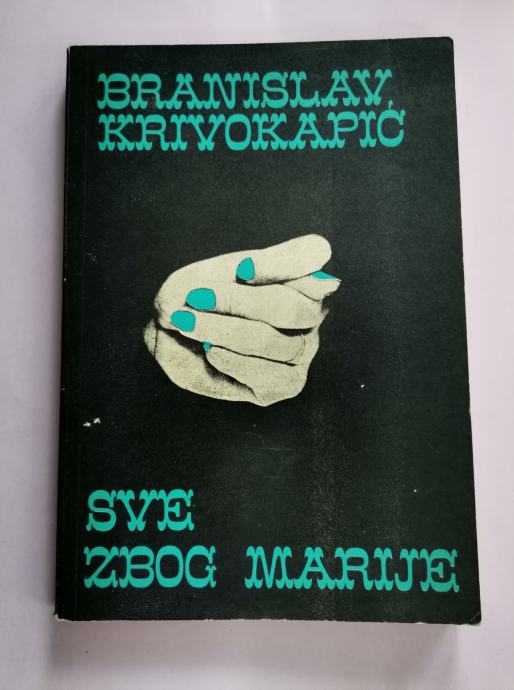 BRANISLAV
KRIVOKAPIĆ
SVE
ZBOG MARIJE